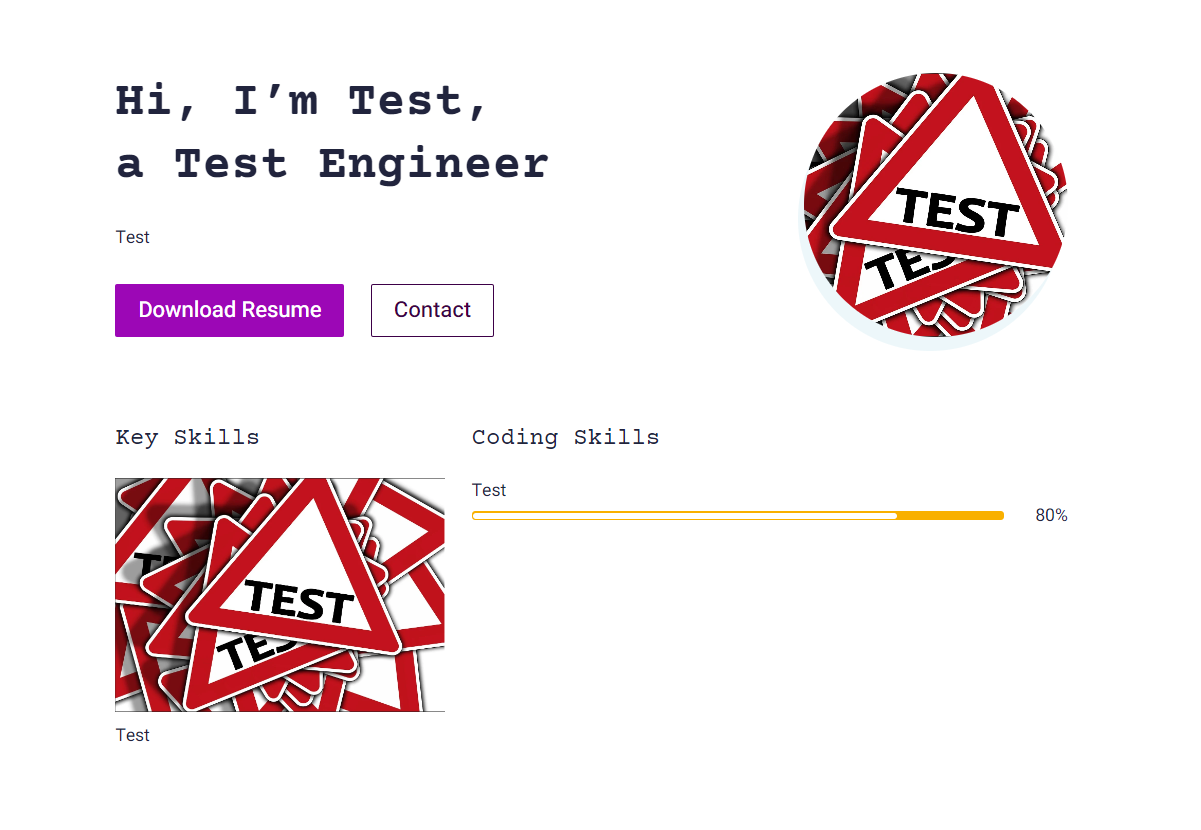 Hi, I’m Test,
a Test Engineer
Test
Download Resume
Contact
TEST
TES
Key Skills
Coding Skills
TEST
TES
Test
Test
80%